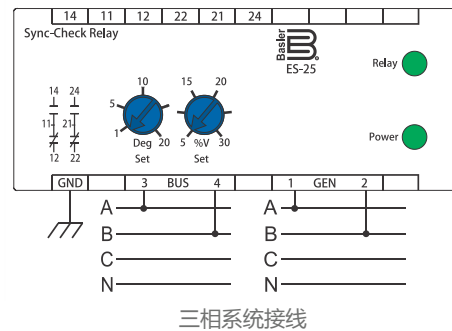 14 11 12 22 21 24
Sync-Check Relay
Basler
ES-25
Relay
Power
14 24
11 21
12 22
1 5 10 20
Deg
Set
5 15 20 30
%V
Set
GND 3 BUS 4 1 GEN 2
A A
B B
C C
N N
三相系统接线